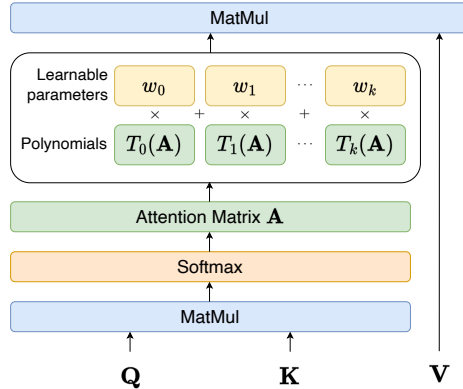 MatMul
Learnable parameters
w₀ w₁ ⋯ wₖ
× + × + ×
Polynomials T₀(A) T₁(A) ⋯ Tₖ(A)
Attention Matrix A
Softmax
MatMul
Q K V